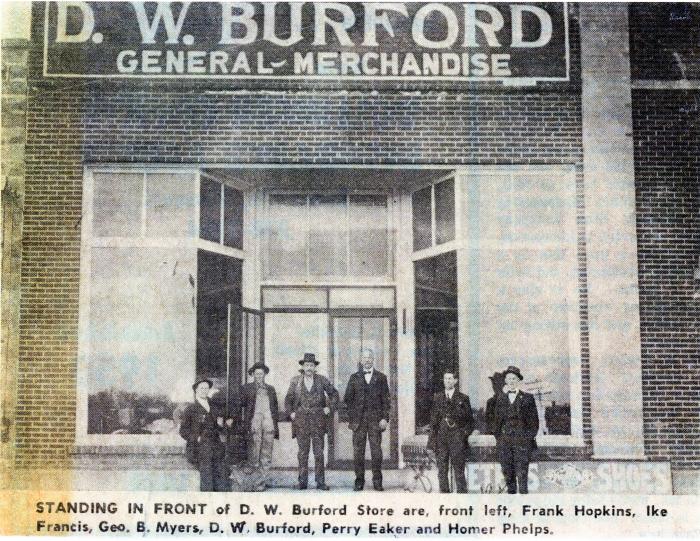 D. W. BURFORD
GENERAL-MERCHANDISE
SHOES
STANDING IN FRONT of D. W. Burford Store are, front left, Frank Hopkins, Ike
Francis, Geo. B. Myers, D. W. Burford, Perry Eaker and Homer Phelps.